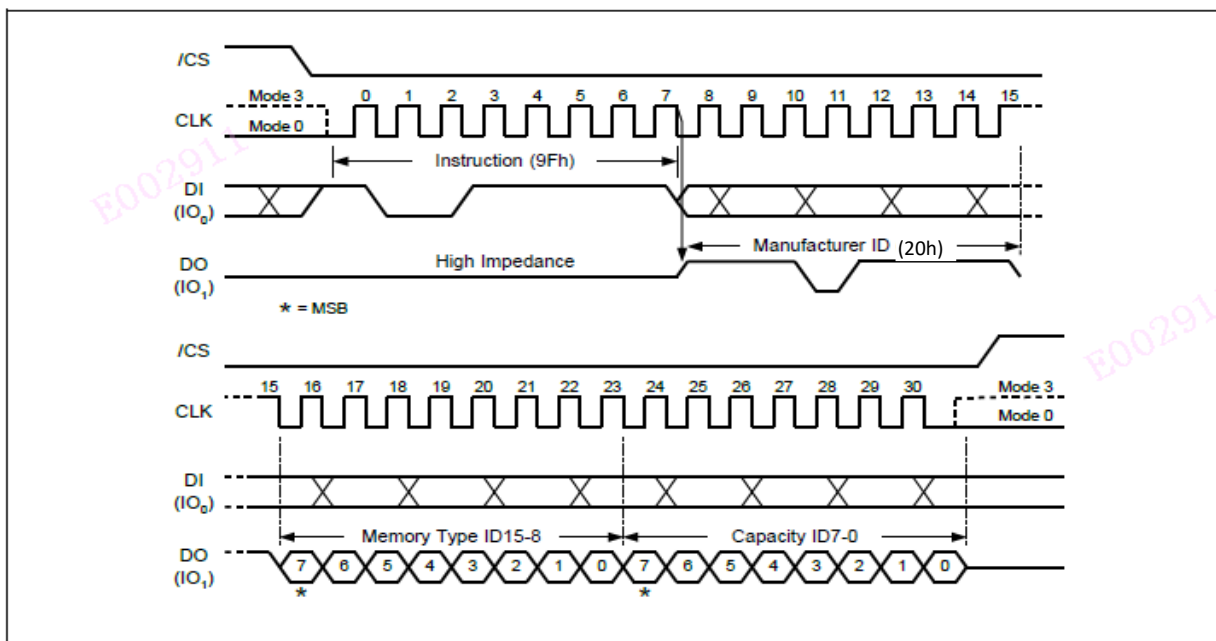 /CS
Mode 3 0 1 2 3 4 5 6 7 8 9 10 11 12 13 14 15
CLK
Mode 0
Instruction (9Fh)
DI
(IO0)
Manufacturer ID (20h)
DO High Impedance
(IO1)
* = MSB
/CS
15 16 17 18 19 20 21 22 23 24 25 26 27 28 29 30 Mode 3
CLK
Mode 0
DI
(IO0)
Memory Type ID15-8 Capacity ID7-0
DO 7 6 5 4 3 2 1 0 7 6 5 4 3 2 1 0
(IO1)
* *
E002911
E002911